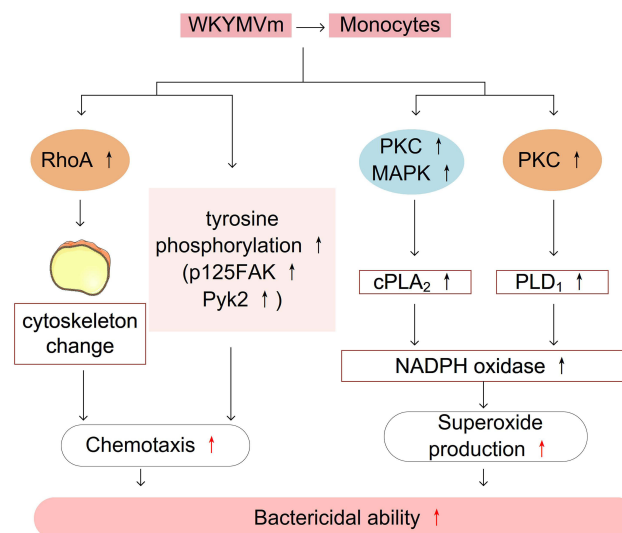 WKYMVm → Monocytes
RhoA ↑
PKC ↑
MAPK ↑
PKC ↑
tyrosine
phosphorylation ↑
(p125FAK ↑
Pyk2 ↑ )
cPLA₂ ↑
PLD₁ ↑
cytoskeleton
change
NADPH oxidase ↑
Chemotaxis ↑
Superoxide
production ↑
Bactericidal ability ↑